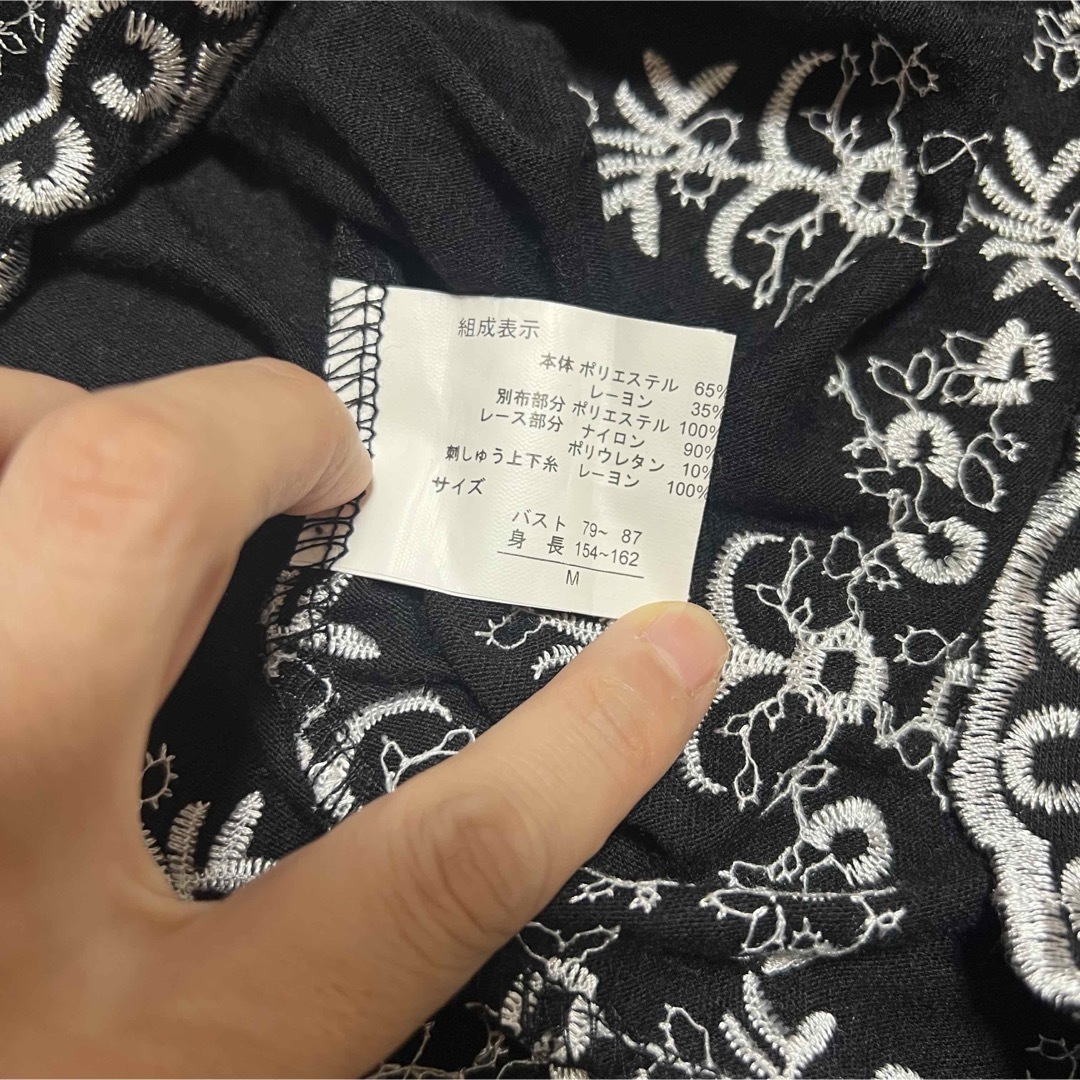 組成表示
本体 ポリエステル 65%
レーヨン 35%
別布部分 ポリエステル 100%
レース部分 ナイロン 90%
ポリウレタン 10%
刺しゅう上下糸 レーヨン 100%
サイズ
バスト 79~ 87
身 長 154~162
M